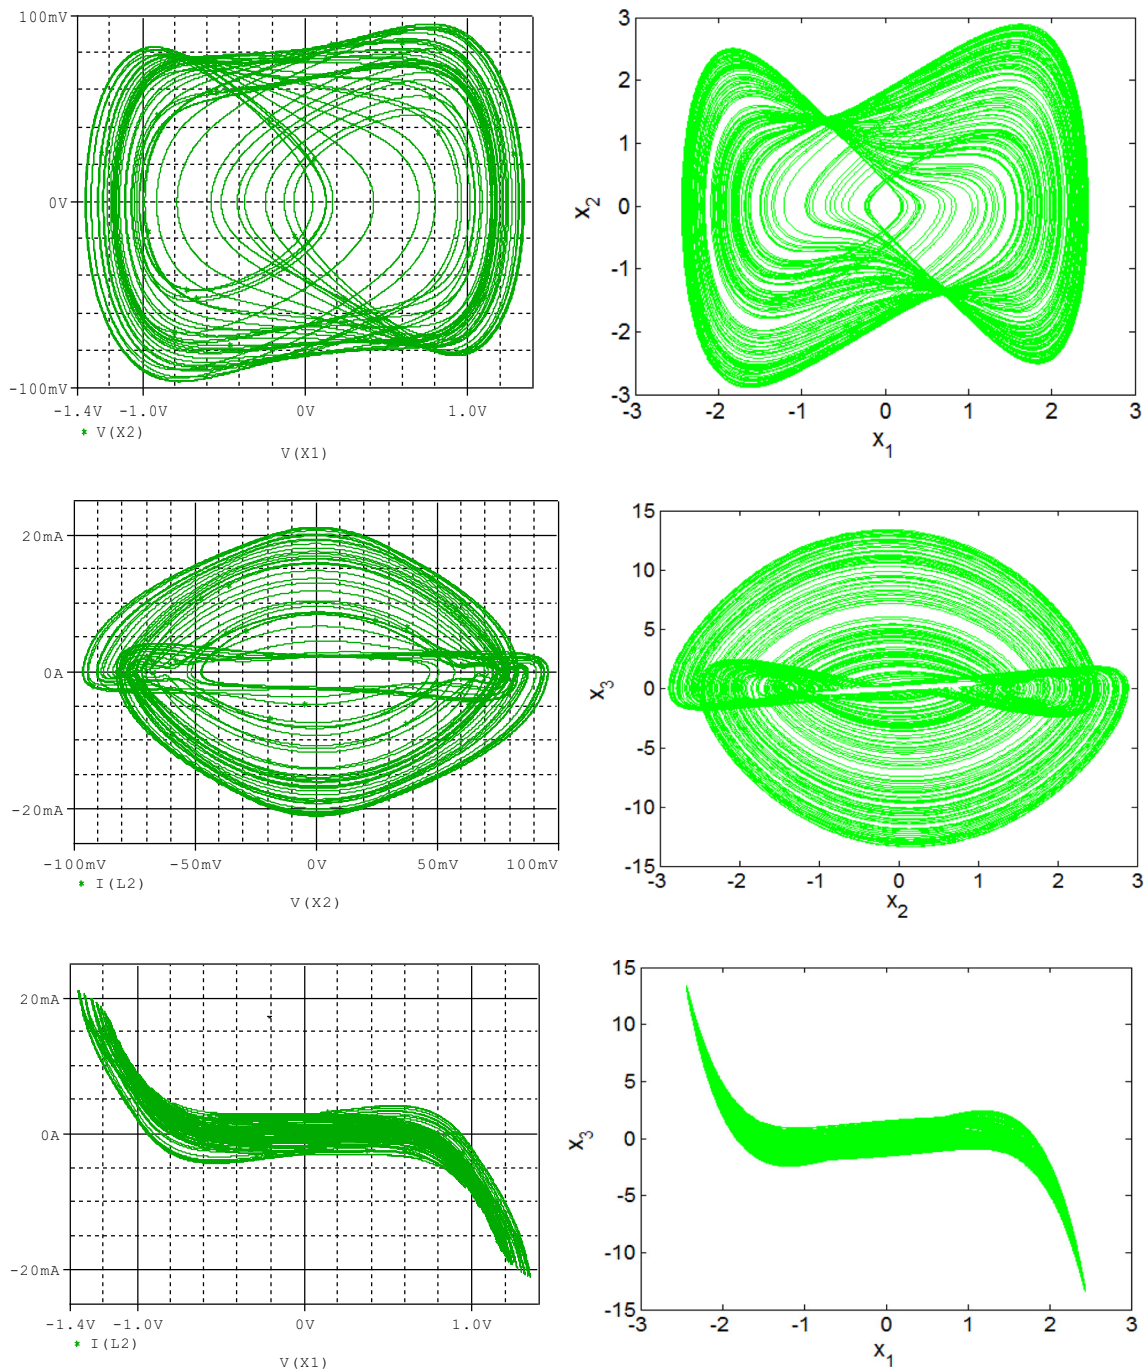 100mV
0V
-100mV
-1.4V -1.0V 0V 1.0V
* V(X2)
V(X1)
3
2
1
0
-1
-2
-3
x2
-3 -2 -1 0 1 2 3
x1
20mA
0A
-20mA
-100mV -50mV 0V 50mV 100mV
* I(L2)
V(X2)
15
10
5
0
-5
-10
-15
x3
-3 -2 -1 0 1 2 3
x2
20mA
0A
-20mA
-1.4V -1.0V 0V 1.0V
* I(L2)
V(X1)
15
10
5
0
-5
-10
-15
x3
-3 -2 -1 0 1 2 3
x1